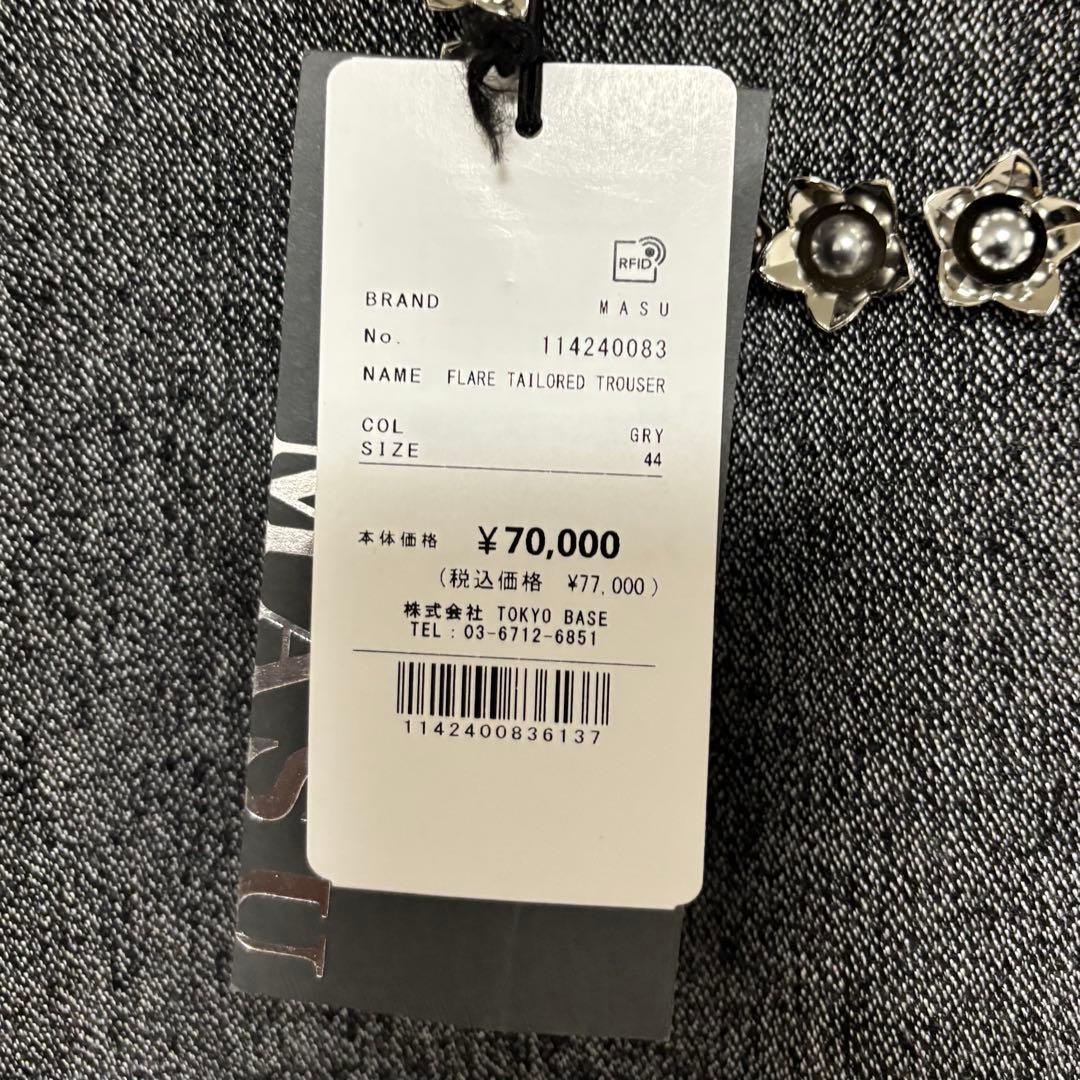 RFID
BRAND MASU
No. 114240083
NAME FLARE TAILORED TROUSER
COL GRY
SIZE 44
本体価格 ¥70,000
(税込価格 ¥77,000)
株式会社 TOKYO BASE
TEL : 03-6712-6851
1142400836137
MASU